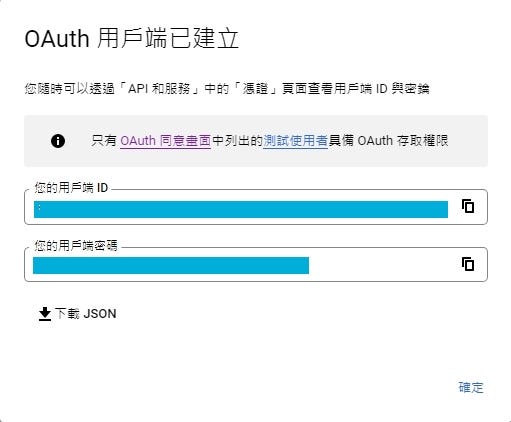 OAuth 用戶端已建立
您隨時可以透過「API 和服務」中的「憑證」頁面查看用戶端 ID 與密鑰
只有 OAuth 同意畫面中列出的測試使用者具備 OAuth 存取權限
您的用戶端 ID
您的用戶端密碼
下載 JSON
確定